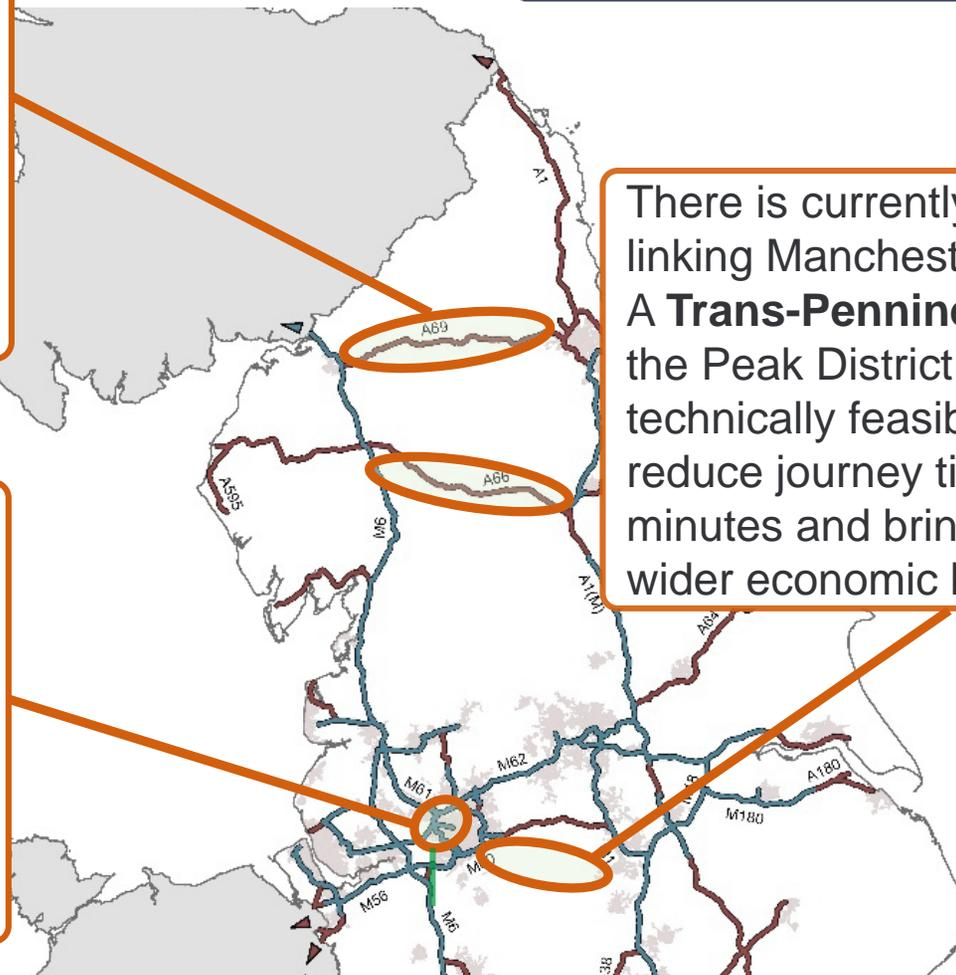 A1
There is currently
linking Manchest
A Trans-Pennin
the Peak District
technically feasib
reduce journey ti
minutes and brin
wider economic
A69
A66
A595
M6
A1(M)
A64
M62
M61
A180
M180
M56
M6
38